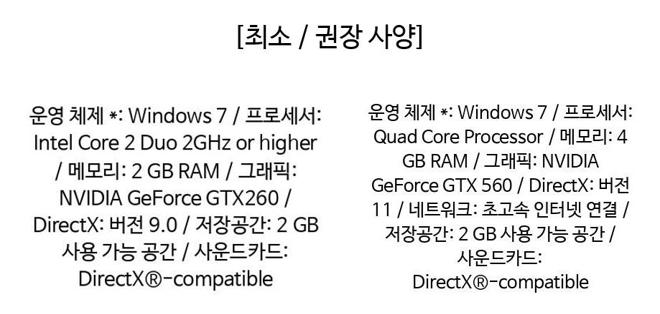 [최소 / 권장 사양]
운영 체제 *: Windows 7 / 프로세서:
Intel Core 2 Duo 2GHz or higher
/ 메모리: 2 GB RAM / 그래픽:
NVIDIA GeForce GTX260 /
DirectX: 버전 9.0 / 저장공간: 2 GB
사용 가능 공간 / 사운드카드:
DirectX®-compatible
운영 체제 *: Windows 7 / 프로세서:
Quad Core Processor / 메모리: 4
GB RAM / 그래픽: NVIDIA
GeForce GTX 560 / DirectX: 버전
11 / 네트워크: 초고속 인터넷 연결 /
저장공간: 2 GB 사용 가능 공간 /
사운드카드:
DirectX®-compatible